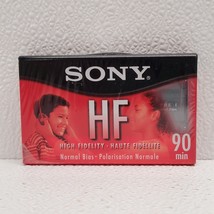 SONY
HF
HIGH FIDELITY - HAUTE FIDÉLITÉ
Normal Bias - Polarisation Normale
90
min